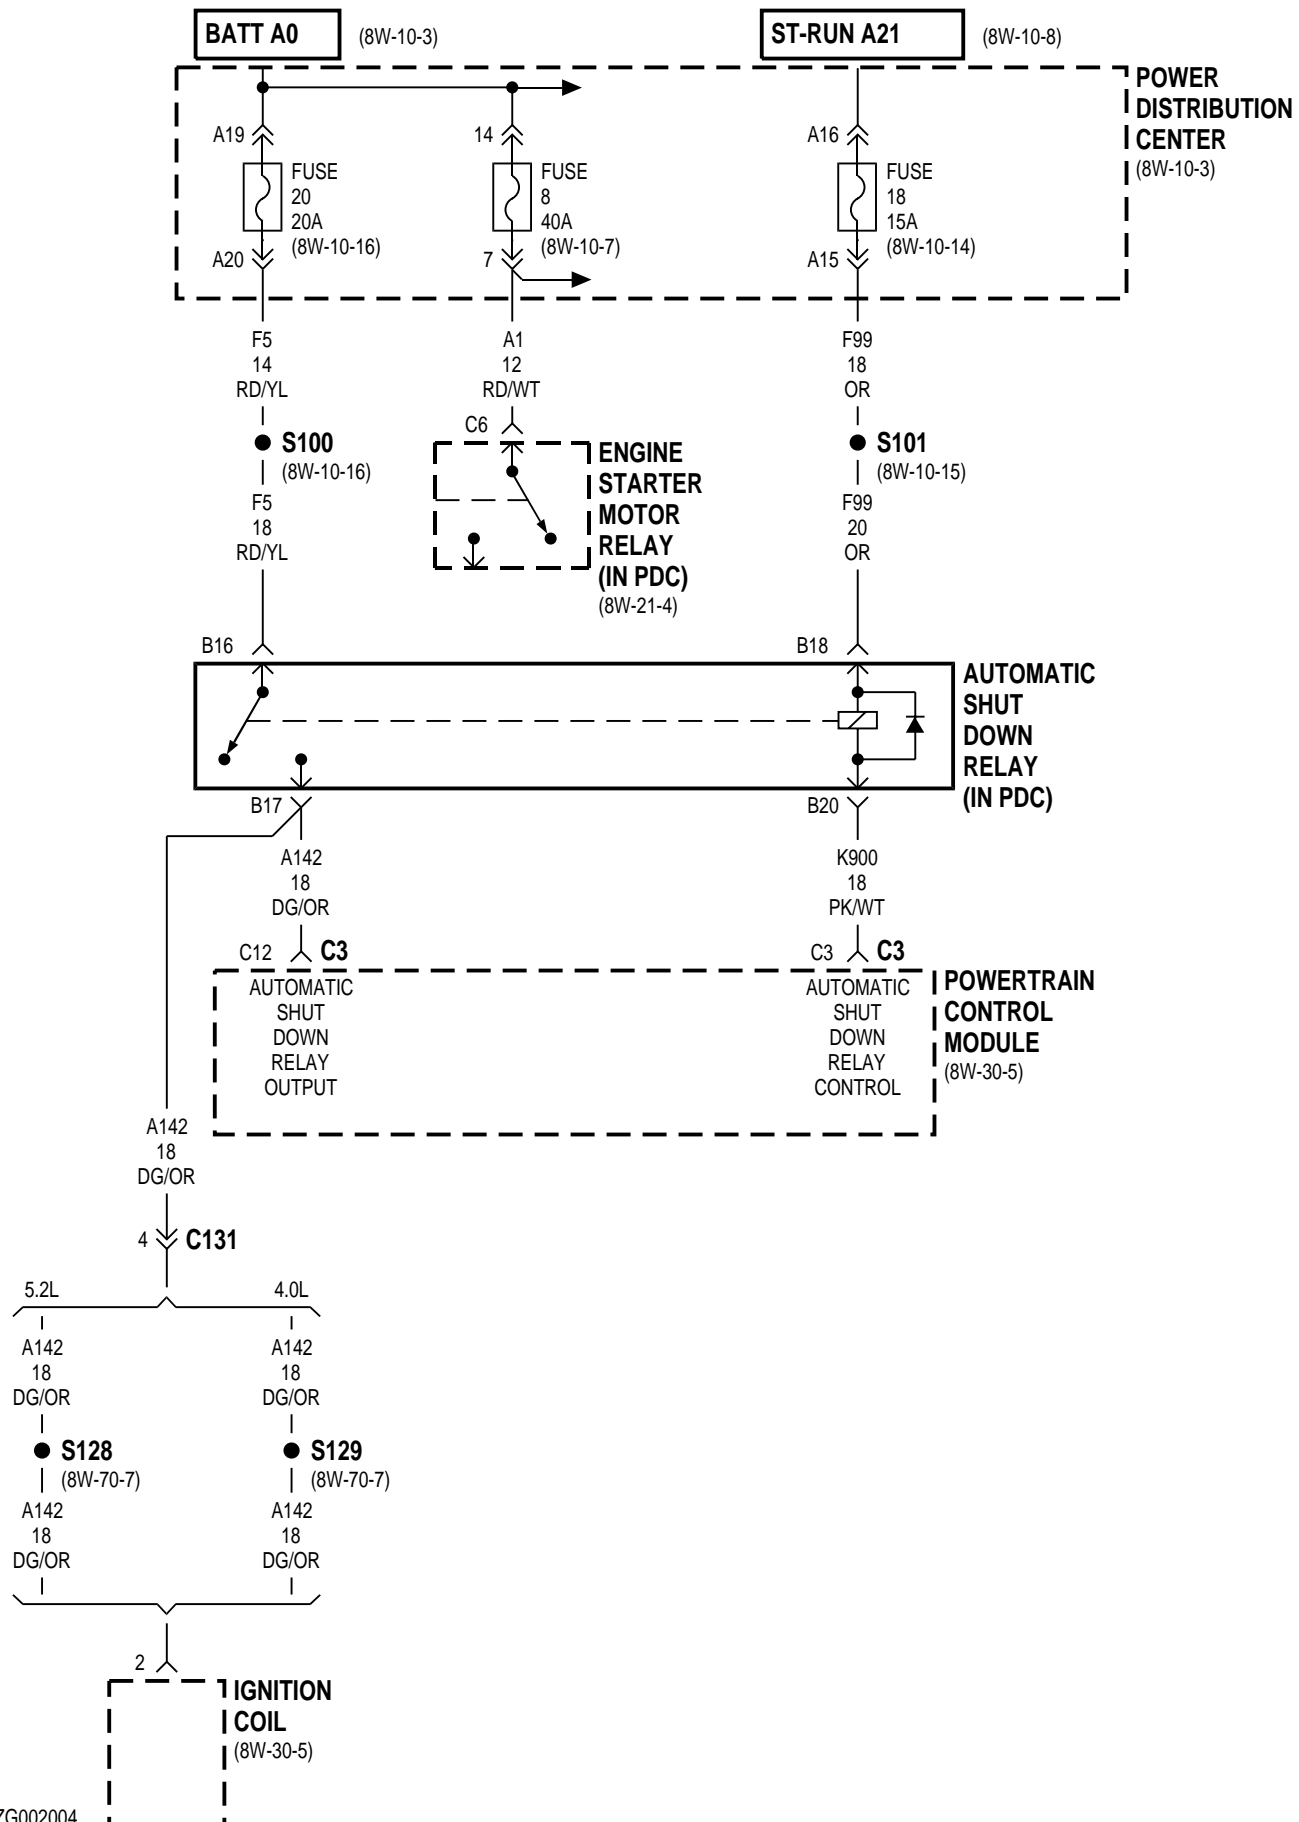 BATT A0 (8W-10-3)
ST-RUN A21 (8W-10-8)
POWER
DISTRIBUTION
CENTER
(8W-10-3)
A19
FUSE
20
20A
(8W-10-16)
A20
14
FUSE
8
40A
(8W-10-7)
7
A16
FUSE
18
15A
(8W-10-14)
A15
F5
14
RD/YL
S100
(8W-10-16)
F5
18
RD/YL
A1
12
RD/WT
C6
ENGINE
STARTER
MOTOR
RELAY
(IN PDC)
(8W-21-4)
F99
18
OR
S101
(8W-10-15)
F99
20
OR
B16
B18
AUTOMATIC
SHUT
DOWN
RELAY
(IN PDC)
B17
B20
A142
18
DG/OR
C12 C3
K900
18
PK/WT
C3 C3
AUTOMATIC
SHUT
DOWN
RELAY
OUTPUT
AUTOMATIC
SHUT
DOWN
RELAY
CONTROL
POWERTRAIN
CONTROL
MODULE
(8W-30-5)
A142
18
DG/OR
4 C131
5.2L
4.0L
A142
18
DG/OR
S128
(8W-70-7)
A142
18
DG/OR
A142
18
DG/OR
S129
(8W-70-7)
A142
18
DG/OR
2
IGNITION
COIL
(8W-30-5)
ZG002004